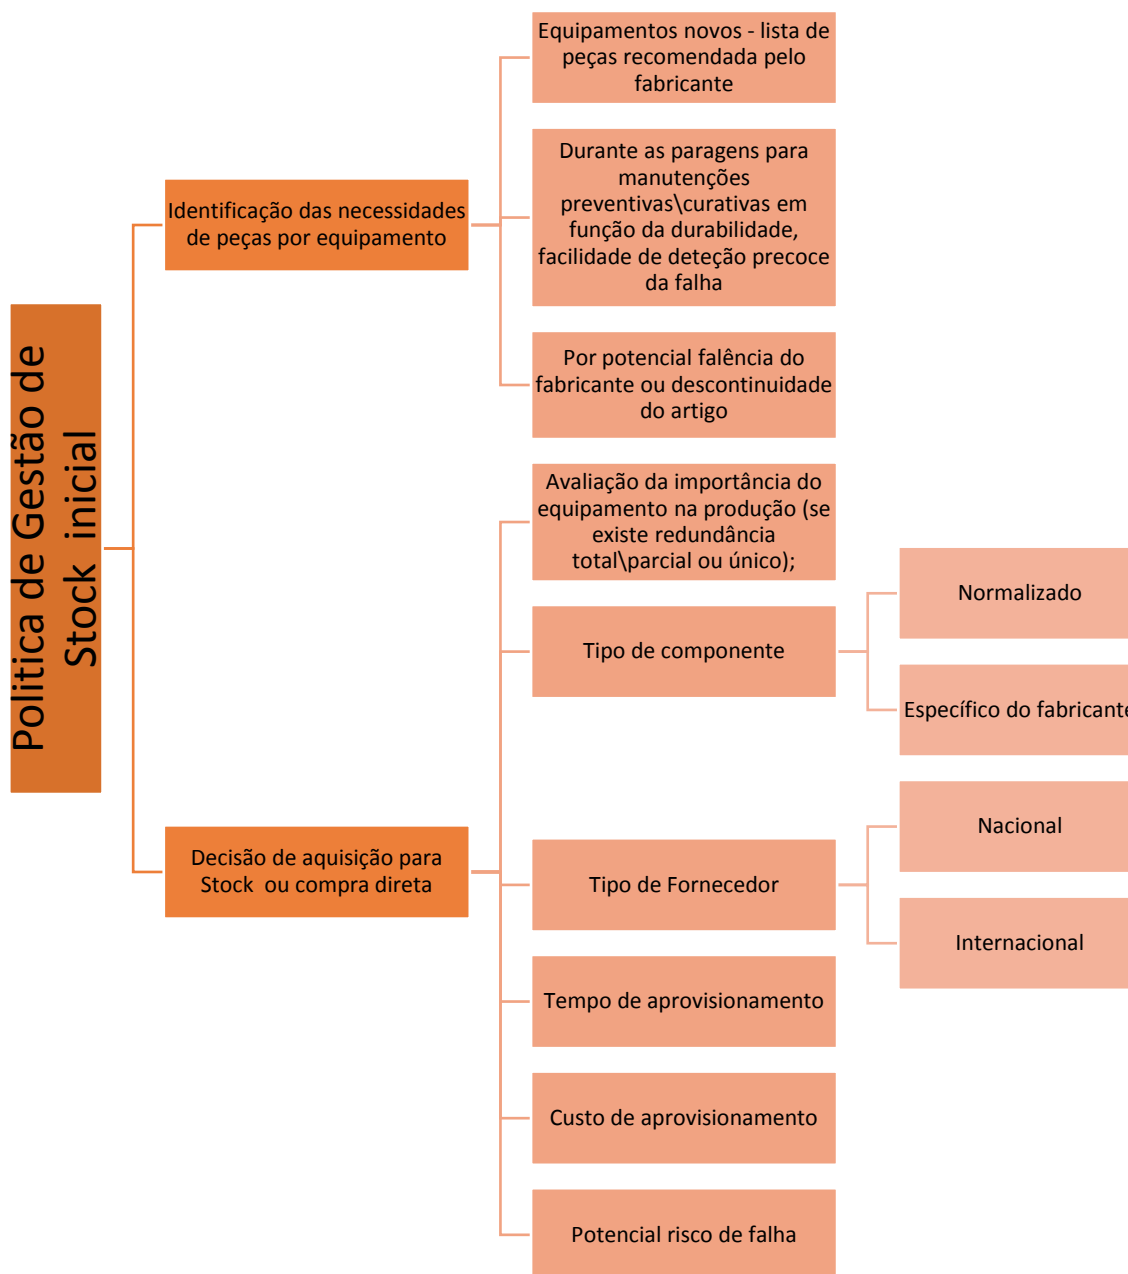 Politica de Gestão de
Stock inicial
Identificação das necessidades
de peças por equipamento
Equipamentos novos - lista de
peças recomendada pelo
fabricante
Durante as paragens para
manutenções
preventivas\curativas em
função da durabilidade,
facilidade de deteção precoce
da falha
Por potencial falência do
fabricante ou descontinuidade
do artigo
Decisão de aquisição para
Stock ou compra direta
Avaliação da importância do
equipamento na produção (se
existe redundância
total\parcial ou único);
Tipo de componente
Normalizado
Específico do fabricante
Tipo de Fornecedor
Nacional
Internacional
Tempo de aprovisionamento
Custo de aprovisionamento
Potencial risco de falha